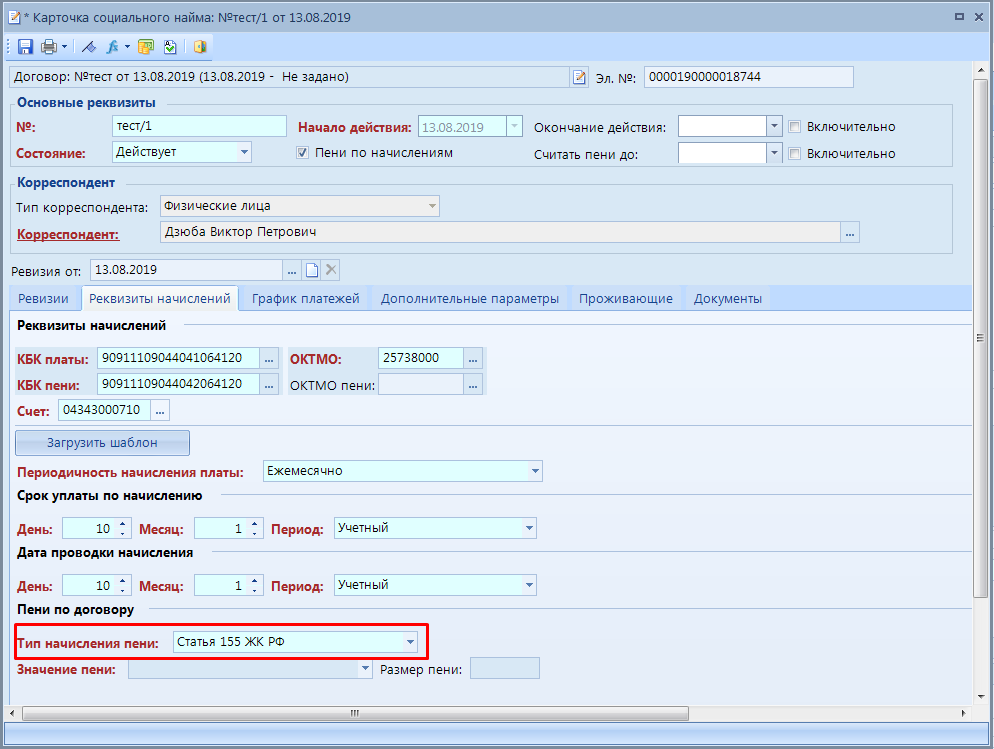 * Карточка социального найма: №тест/1 от 13.08.2019
Договор: №тест от 13.08.2019 (13.08.2019 - Не задано) Эл. №: 0000190000018744
Основные реквизиты
№: тест/1 Начало действия: 13.08.2019 Окончание действия: Включительно
Состояние: Действует Пени по начислениям Считать пени до: Включительно
Корреспондент
Тип корреспондента: Физические лица
Корреспондент: Дзюба Виктор Петрович ...
Ревизия от: 13.08.2019 ...
Ревизии Реквизиты начислений График платежей Дополнительные параметры Проживающие Документы
Реквизиты начислений
КБК платы: 90911109044041064120 ... ОКТМО: 25738000 ...
КБК пени: 90911109044042064120 ... ОКТМО пени: ...
Счет: 04343000710 ...
Загрузить шаблон
Периодичность начисления платы: Ежемесячно
Срок уплаты по начислению
День: 10 Месяц: 1 Период: Учетный
Дата проводки начисления
День: 10 Месяц: 1 Период: Учетный
Пени по договору
Тип начисления пени: Статья 155 ЖК РФ
Значение пени: Размер пени: